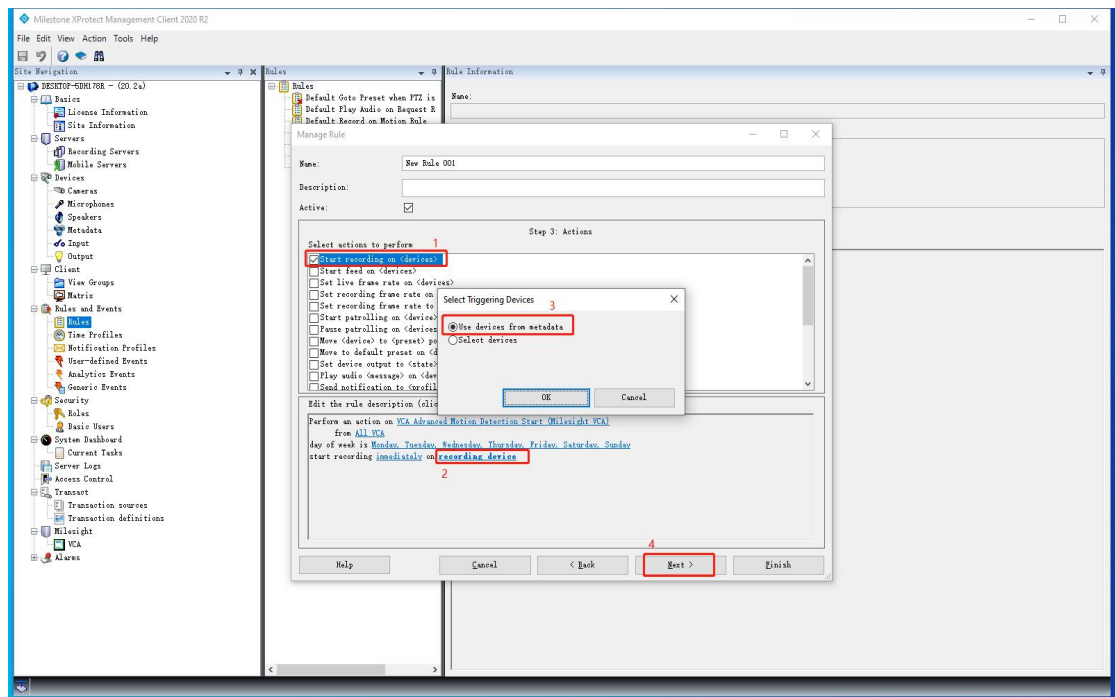 Milestone XProtect Management Client 2020 R2
File Edit View Action Tools Help
Site Navigation
DESKTOP-5DH178R - (20.2a)
Basics
License Information
Site Information
Servers
Recording Servers
Mobile Servers
Devices
Cameras
Microphones
Speakers
Metadata
Input
Output
Client
View Groups
Matrix
Rules and Events
Rules
Time Profiles
Notification Profiles
User-defined Events
Analytics Events
Generic Events
Security
Roles
Basic Users
System Dashboard
Current Tasks
Server Logs
Access Control
Transact
Transaction sources
Transaction definitions
Milesight
VCA
Alarms
Rules
Rules
Default Goto Preset when PTZ is
Default Play Audio on Request R
Default Record on Motion Rule
Rule Information
Name:
Manage Rule
Name: New Rule 001
Description:
Active:
Step 3: Actions
Select actions to perform
1
Start recording on <devices>
Start feed on <devices>
Set live frame rate on <devices>
Set recording frame rate on
Set recording frame rate to
Start patrolling on <device>
Pause patrolling on <devices
Move <device> to <preset> po
Move to default preset on <d
Set device output to <state>
Play audio <message> on <dev
Send notification to <profil
Select Triggering Devices
3
Use devices from metadata
Select devices
OK Cancel
Edit the rule description (clic
Perform an action on VCA Advanced Motion Detection Start (Milesight VCA)
from All VCA
day of week is Monday, Tuesday, Wednesday, Thursday, Friday, Saturday, Sunday
start recording immediately on recording device
2
4
Help Cancel < Back Next > Finish